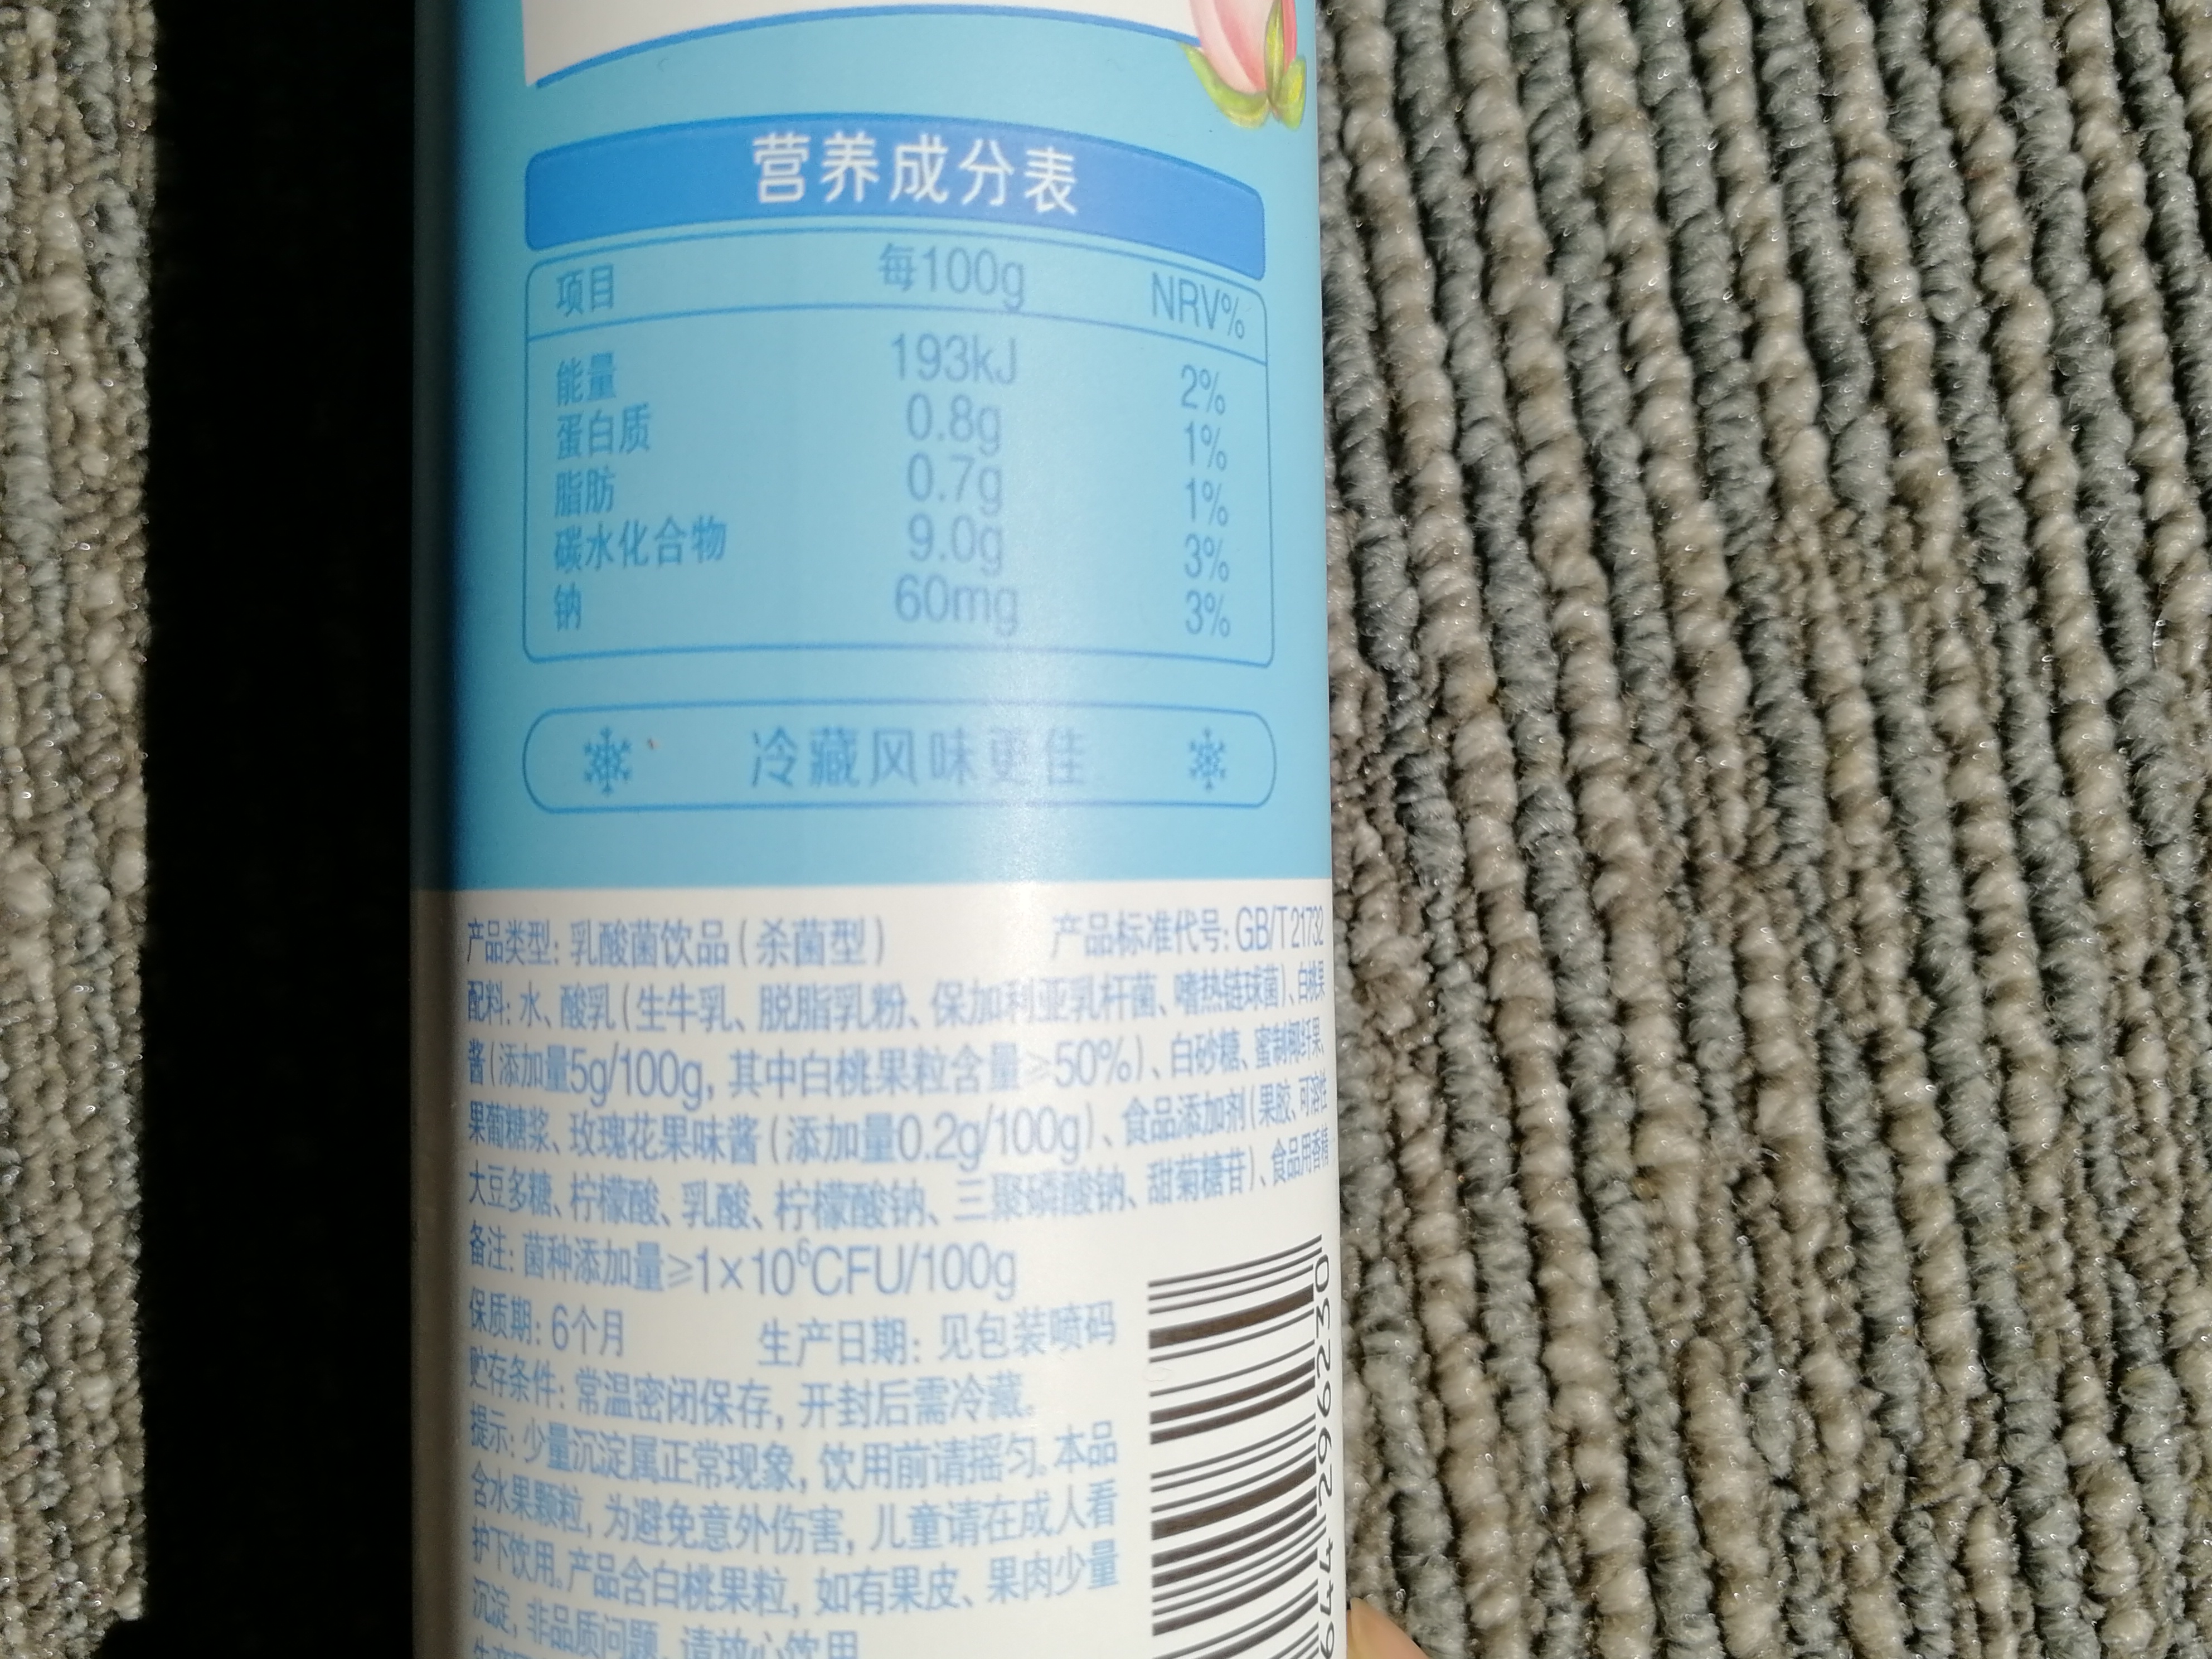 营养成分表
项目 每100g NRV%
能量 193kJ 2%
蛋白质 0.8g 1%
脂肪 0.7g 1%
碳水化合物 9.0g 3%
钠 60mg 3%
冷藏风味更佳
产品类型: 乳酸菌饮品(杀菌型) 产品标准代号: GB/T 21732
配料: 水、酸乳(生牛乳、脱脂乳粉、保加利亚乳杆菌、嗜热链球菌)、白桃果
酱(添加量5g/100g, 其中白桃果粒含量≥50%)、白砂糖、蜜制椰纤果、
果葡糖浆、玫瑰花果味酱(添加量0.2g/100g)、食品添加剂(果胶、可溶性
大豆多糖、柠檬酸、乳酸、柠檬酸钠、三聚磷酸钠、甜菊糖苷)、食品用香精
备注: 菌种添加量≥1×10⁶CFU/100g
保质期: 6个月 生产日期: 见包装喷码
贮存条件: 常温密闭保存, 开封后需冷藏。
提示: 少量沉淀属正常现象, 饮用前请摇匀。本品
含水果颗粒, 为避免意外伤害, 儿童请在成人看
护下饮用。产品含白桃果粒, 如有果皮、果肉少量
沉淀, 非品质问题, 请放心饮用
644296230